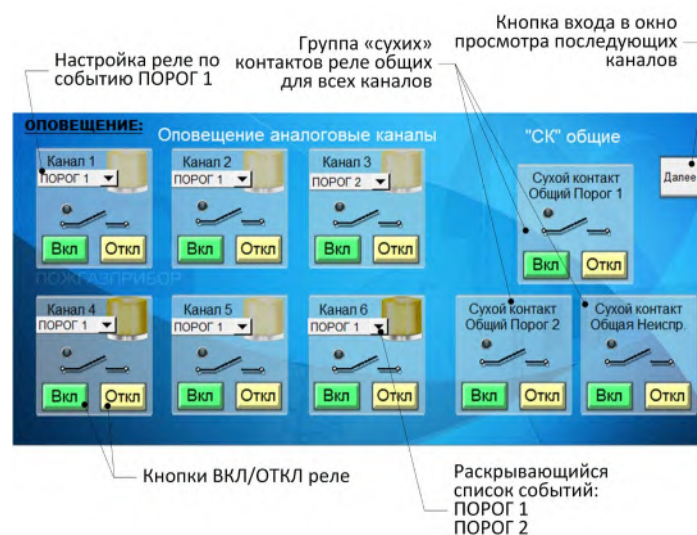 Кнопка входа в окно
просмотра последующих
каналов
Группа «сухих»
контактов реле общих
для всех каналов
Настройка реле по
событию ПОРОГ 1
ОПОВЕЩЕНИЕ:
Оповещение аналоговые каналы
"СК" общие
Канал 1
ПОРОГ 1
Вкл Откл
Канал 2
ПОРОГ 1
Вкл Откл
Канал 3
ПОРОГ 2
Вкл Откл
Сухой контакт
Общий Порог 1
Вкл Откл
Далее
ПОЖГАЗПРИБОР
Канал 4
ПОРОГ 1
Вкл Откл
Канал 5
ПОРОГ 1
Вкл Откл
Канал 6
ПОРОГ 1
Вкл Откл
Сухой контакт
Общий Порог 2
Вкл Откл
Сухой контакт
Общая Неиспр.
Вкл Откл
Кнопки ВКЛ/ОТКЛ реле
Раскрывающийся
список событий:
ПОРОГ 1
ПОРОГ 2